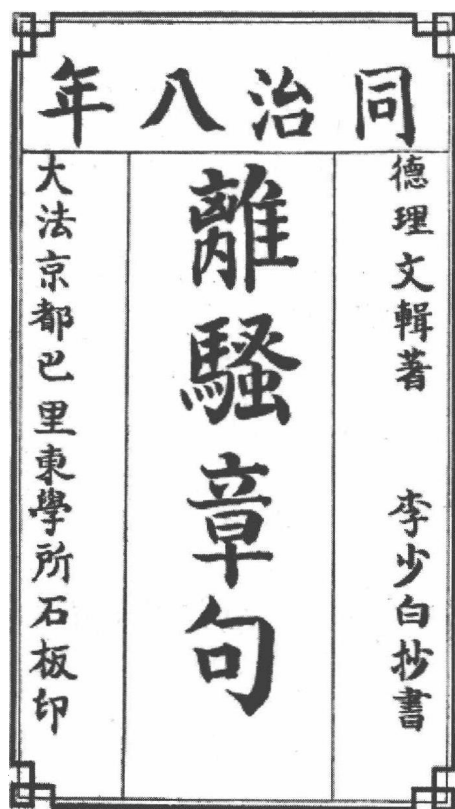 同治八年
德理文輯著　李少白抄書
離騷章句
大法京都巴里東學所石板印